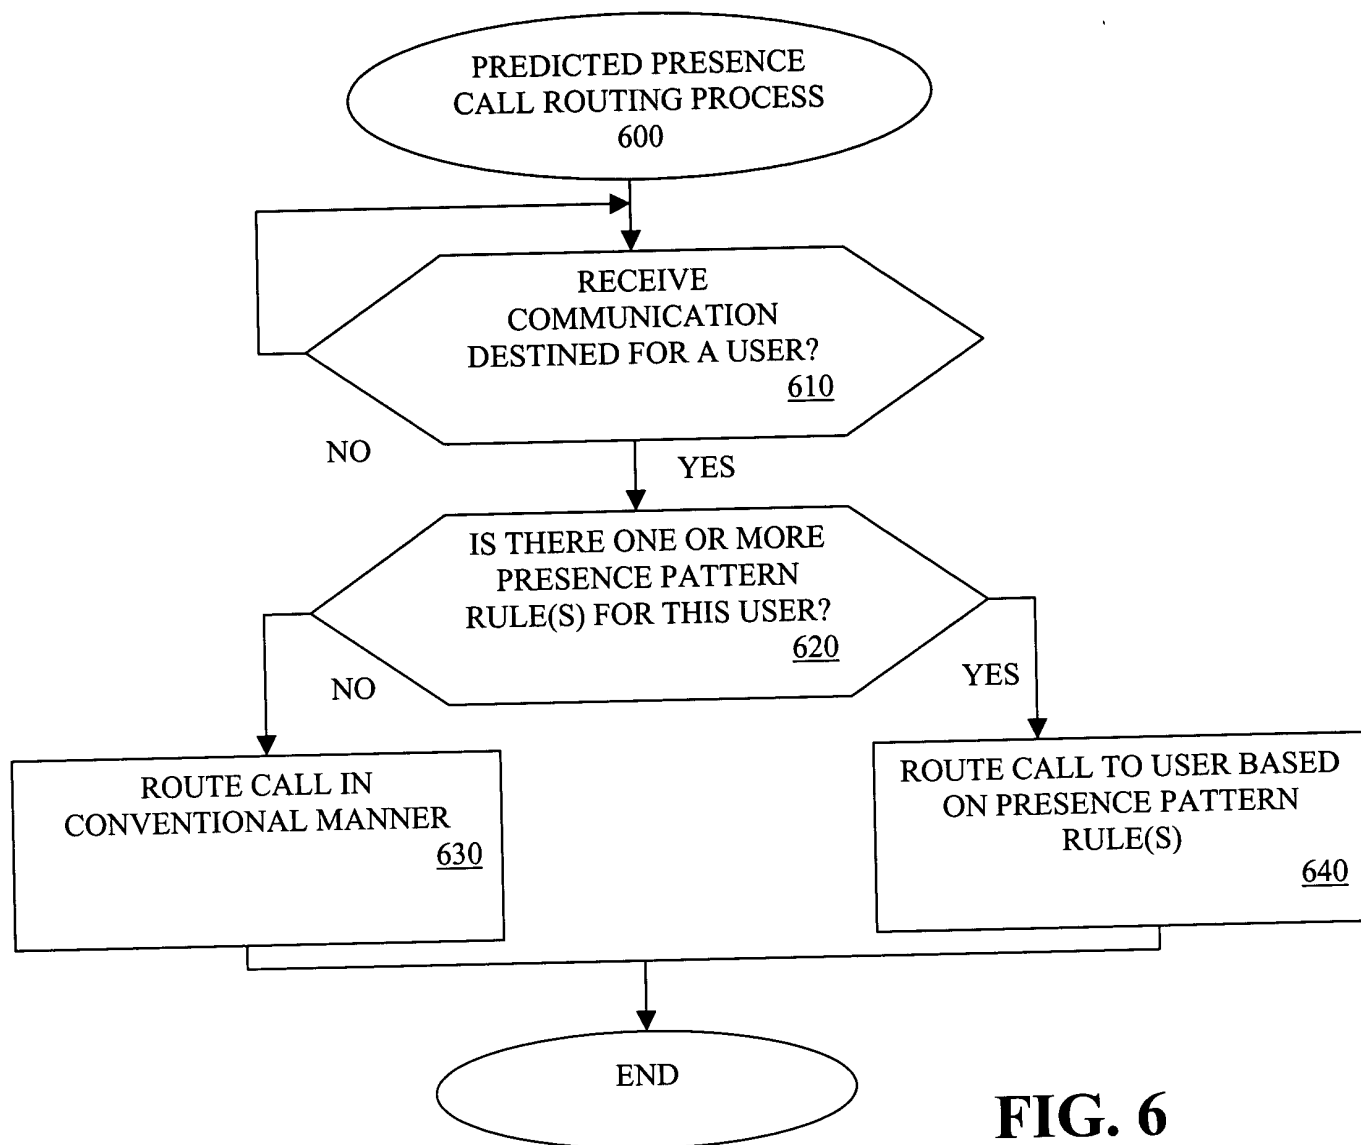 PREDICTED PRESENCE
CALL ROUTING PROCESS
600
RECEIVE
COMMUNICATION
DESTINED FOR A USER?
610
NO
YES
IS THERE ONE OR MORE
PRESENCE PATTERN
RULE(S) FOR THIS USER?
620
NO
YES
ROUTE CALL IN
CONVENTIONAL MANNER
630
ROUTE CALL TO USER BASED
ON PRESENCE PATTERN
RULE(S)
640
END
FIG. 6